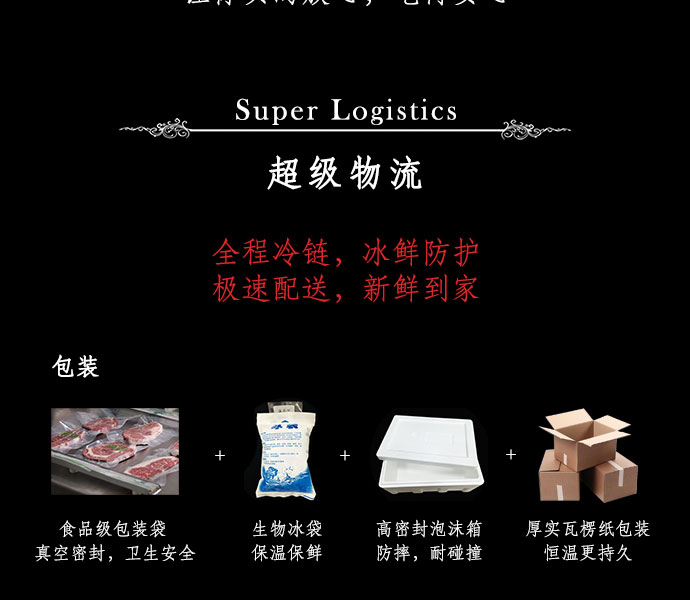 Super Logistics
超级物流
全程冷链，冰鲜防护
极速配送，新鲜到家
包装
+ + +
食品级包装袋 生物冰袋 高密封泡沫箱 厚实瓦楞纸包装
真空密封，卫生安全 保温保鲜 防摔，耐碰撞 恒温更持久